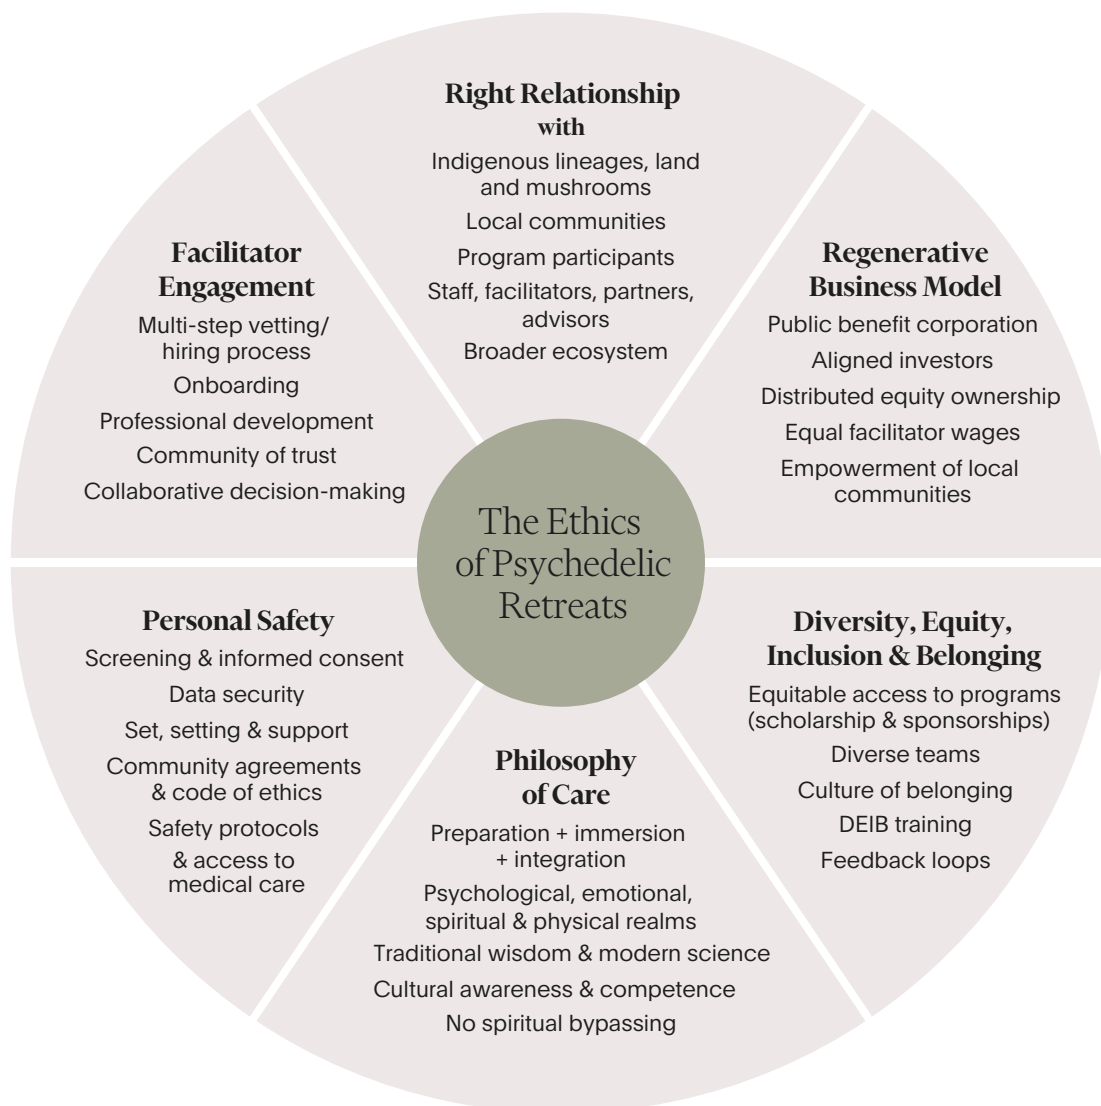 Right Relationship
with
Indigenous lineages, land
and mushrooms
Local communities
Program participants
Staff, facilitators, partners,
advisors
Broader ecosystem
Regenerative
Business Model
Public benefit corporation
Aligned investors
Distributed equity ownership
Equal facilitator wages
Empowerment of local
communities
Diversity, Equity,
Inclusion & Belonging
Equitable access to programs
(scholarship & sponsorships)
Diverse teams
Culture of belonging
DEIB training
Feedback loops
Philosophy
of Care
Preparation + immersion
+ integration
Psychological, emotional,
spiritual & physical realms
Traditional wisdom & modern science
Cultural awareness & competence
No spiritual bypassing
Personal Safety
Screening & informed consent
Data security
Set, setting & support
Community agreements
& code of ethics
Safety protocols
& access to
medical care
Facilitator
Engagement
Multi-step vetting/
hiring process
Onboarding
Professional development
Community of trust
Collaborative decision-making
The Ethics
of Psychedelic
Retreats